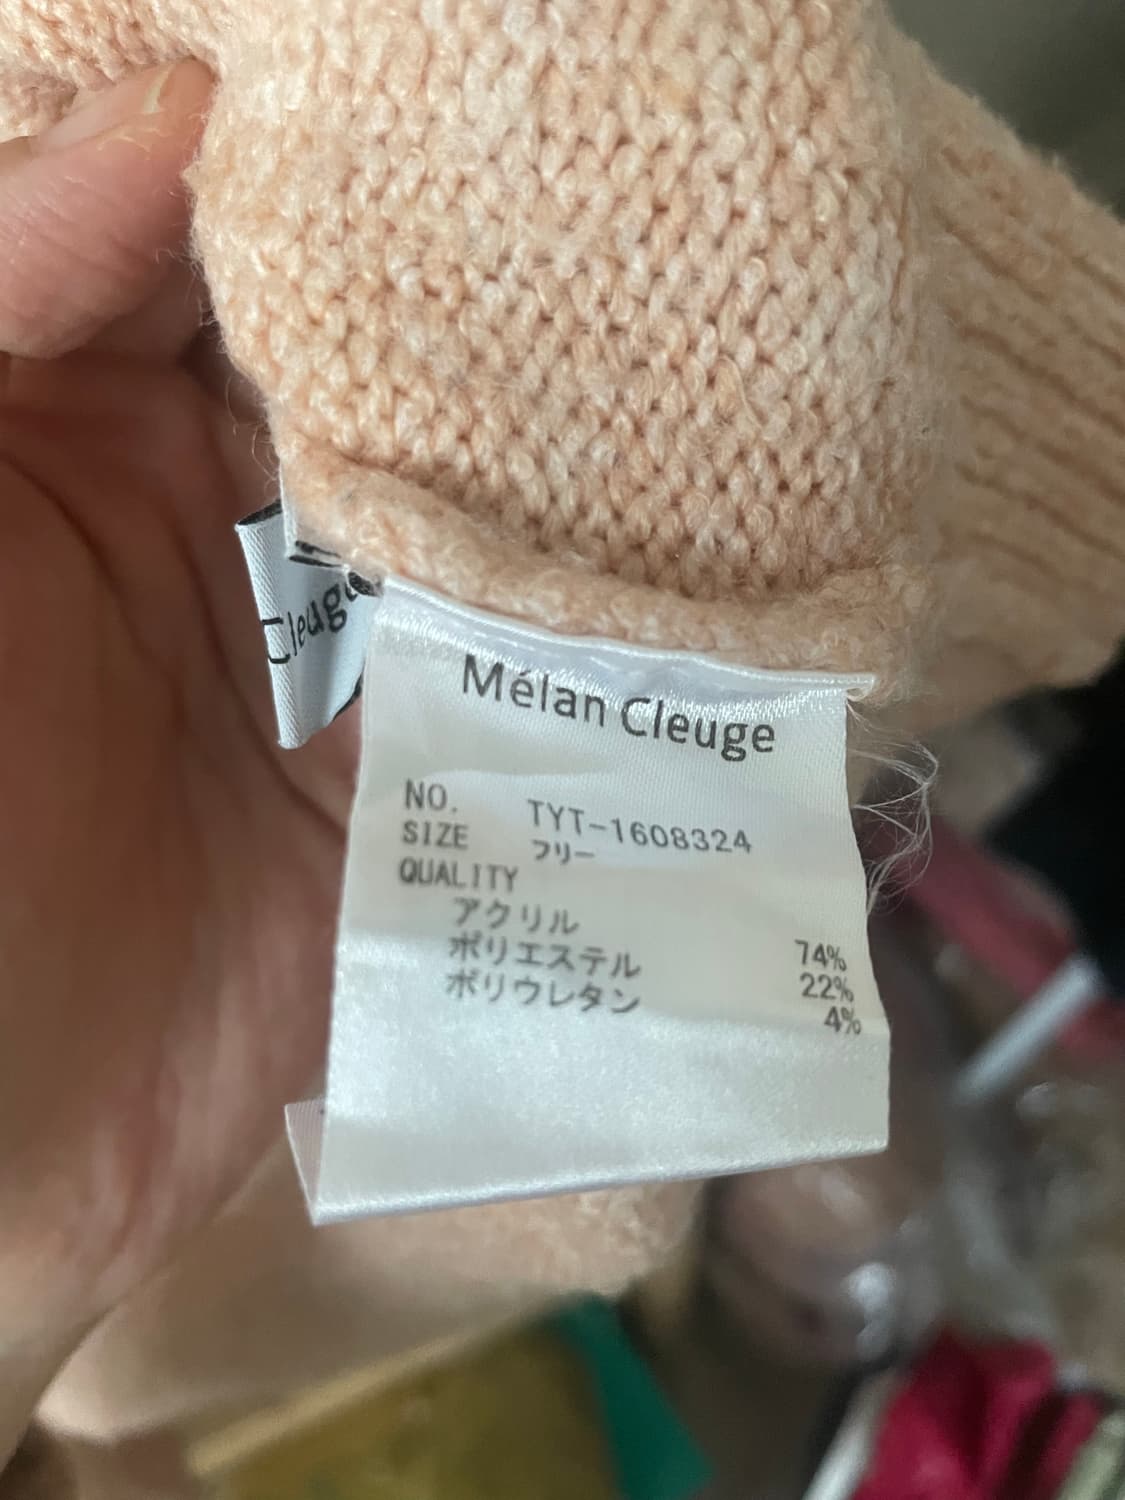 Cleuge
Mélan Cleuge
NO. TYT-1608324
SIZE フリー
QUALITY
アクリル 74%
ポリエステル 22%
ポリウレタン 4%